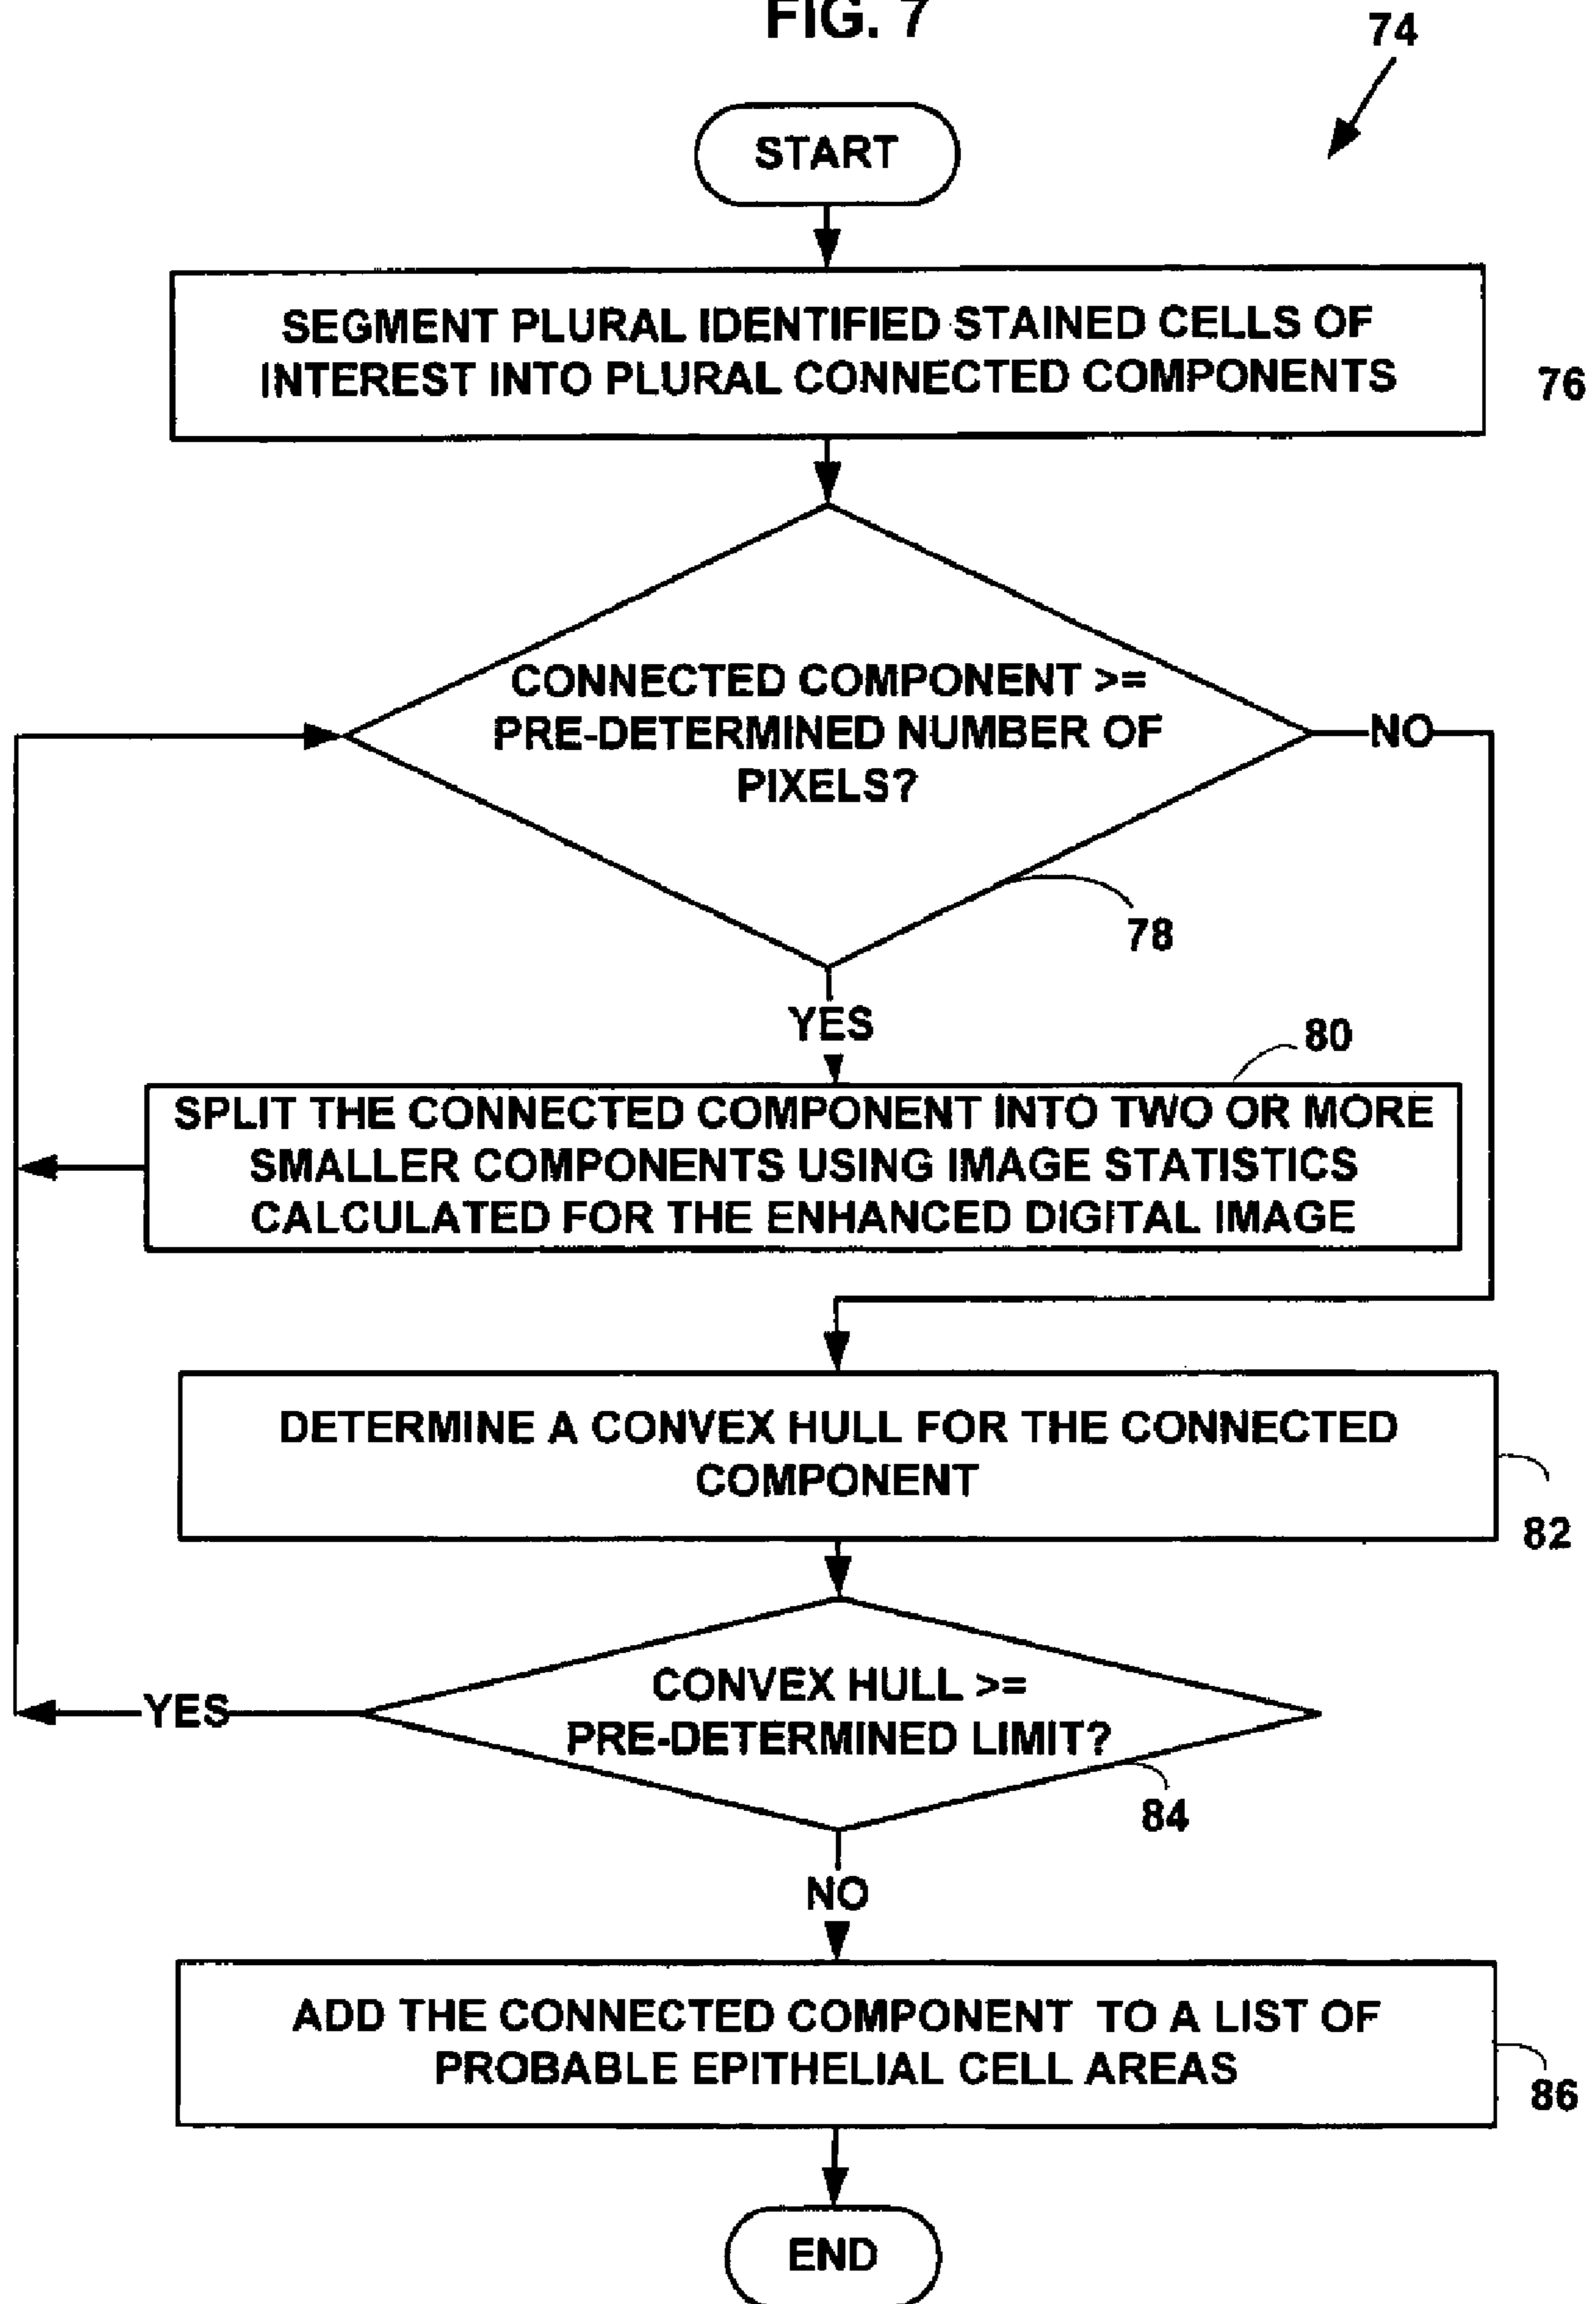 FIG. 7
74
START
SEGMENT PLURAL IDENTIFIED STAINED CELLS OF
INTEREST INTO PLURAL CONNECTED COMPONENTS
76
CONNECTED COMPONENT >=
PRE-DETERMINED NUMBER OF
PIXELS?
NO
78
YES
80
SPLIT THE CONNECTED COMPONENT INTO TWO OR MORE
SMALLER COMPONENTS USING IMAGE STATISTICS
CALCULATED FOR THE ENHANCED DIGITAL IMAGE
DETERMINE A CONVEX HULL FOR THE CONNECTED
COMPONENT
82
CONVEX HULL >=
PRE-DETERMINED LIMIT?
YES
84
NO
ADD THE CONNECTED COMPONENT TO A LIST OF
PROBABLE EPITHELIAL CELL AREAS
86
END